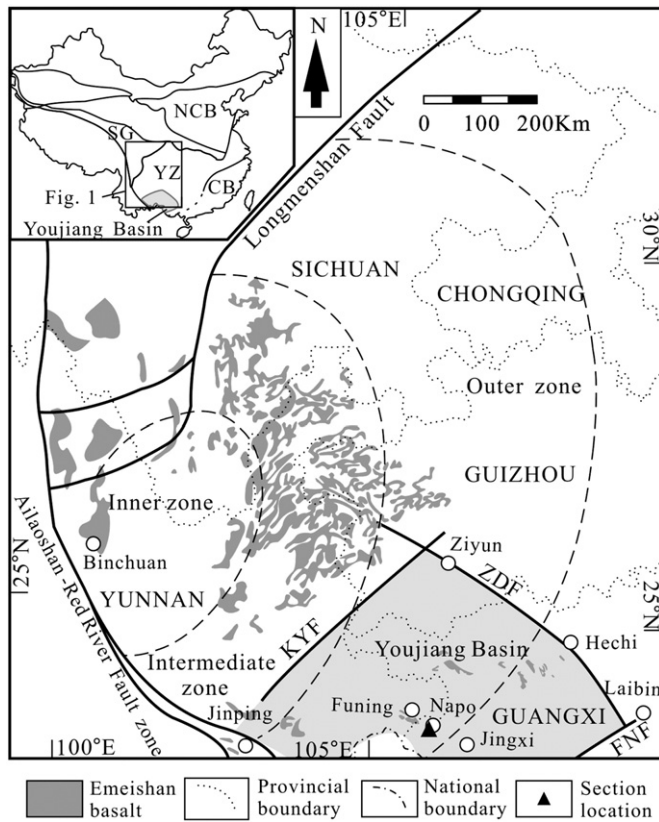 105°E
N
NCB
SG
YZ
CB
Fig. 1
Youjiang Basin
Longmenshan Fault
0 100 200Km
30°N
SICHUAN
CHONGQING
Outer zone
GUIZHOU
Inner zone
Binchuan
YUNNAN
25°N
Ailaoshan-Red River Fault zone
Intermediate
zone
KYF
Ziyun
ZDF
25°N
Youjiang Basin
Hechi
Laibin
Funing
Napo
GUANGXI
Jinping
Jingxi
FNF
100°E
105°E
Emeishan
basalt
Provincial
boundary
National
boundary
Section
location